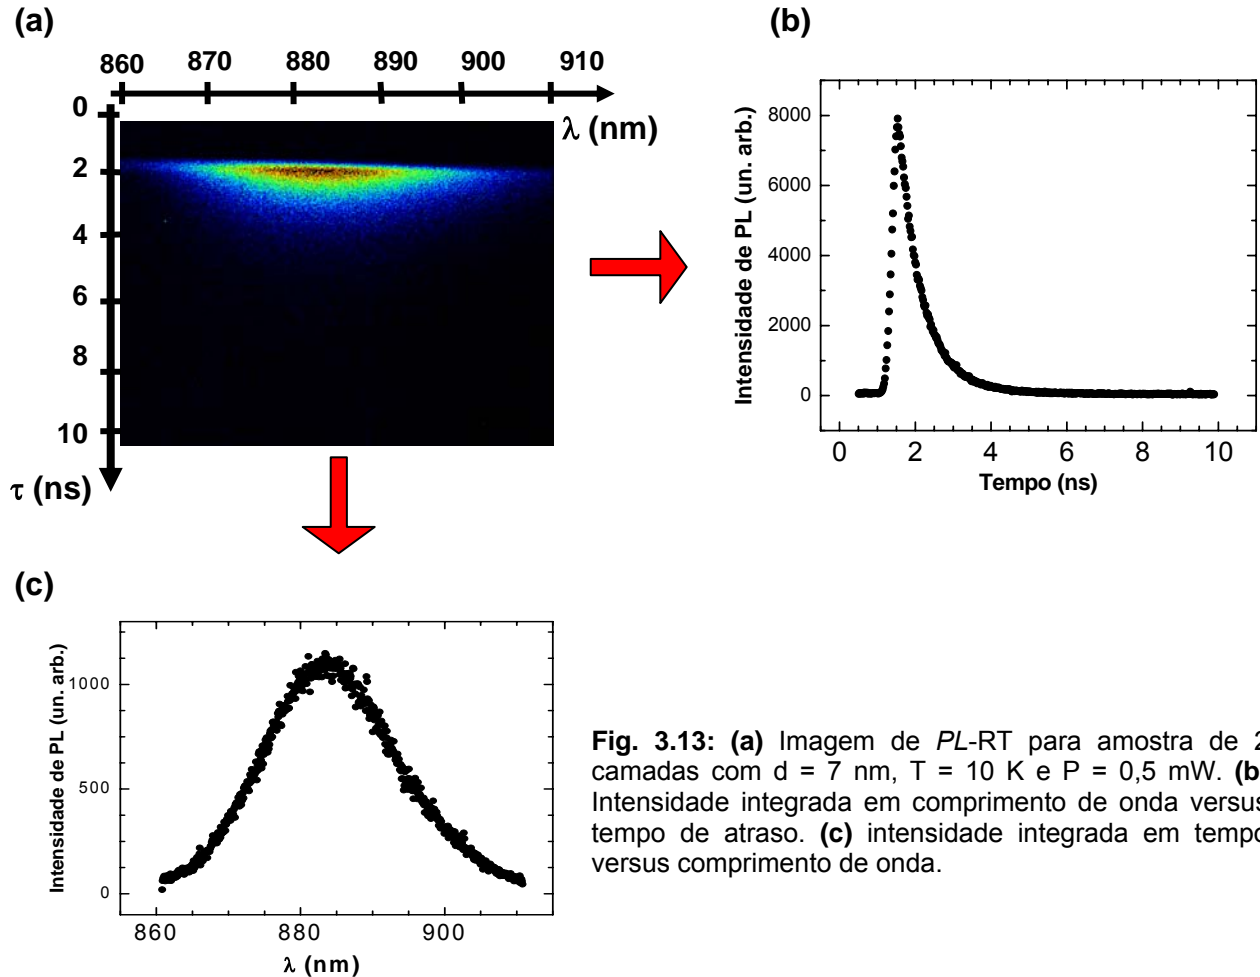 (a)
860 870 880 890 900 910
λ (nm)
0
2
4
6
8
10
τ (ns)
(b)
Intensidade de PL (un. arb.)
8000
6000
4000
2000
0
0 2 4 6 8 10
Tempo (ns)
(c)
Intensidade de PL (un. arb.)
1000
500
0
860 880 900
λ (nm)
Fig. 3.13: (a) Imagem de PL-RT para amostra de 2
camadas com d = 7 nm, T = 10 K e P = 0,5 mW. (b)
Intensidade integrada em comprimento de onda versus
tempo de atraso. (c) intensidade integrada em tempo
versus comprimento de onda.